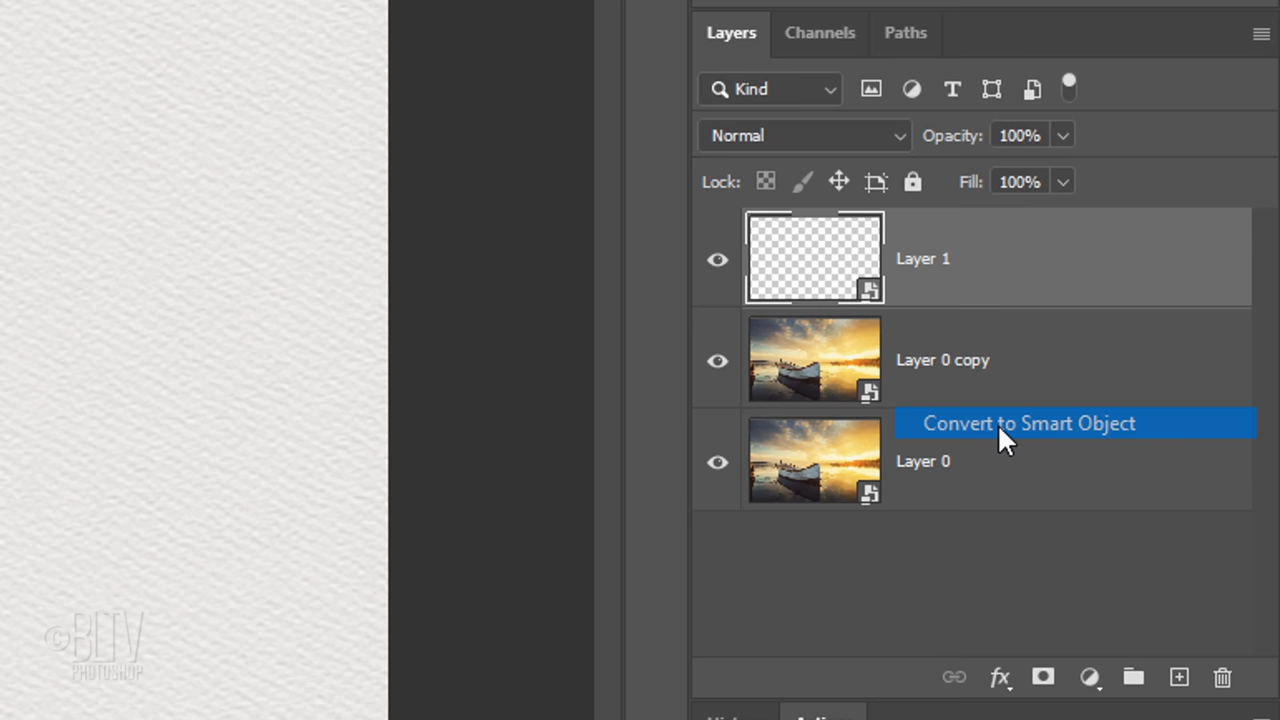 Layers Channels Paths
Kind
Normal Opacity: 100%
Lock: Fill: 100%
Layer 1
Layer 0 copy
Convert to Smart Object
Layer 0
©BLTV
PHOTOSHOP
fx